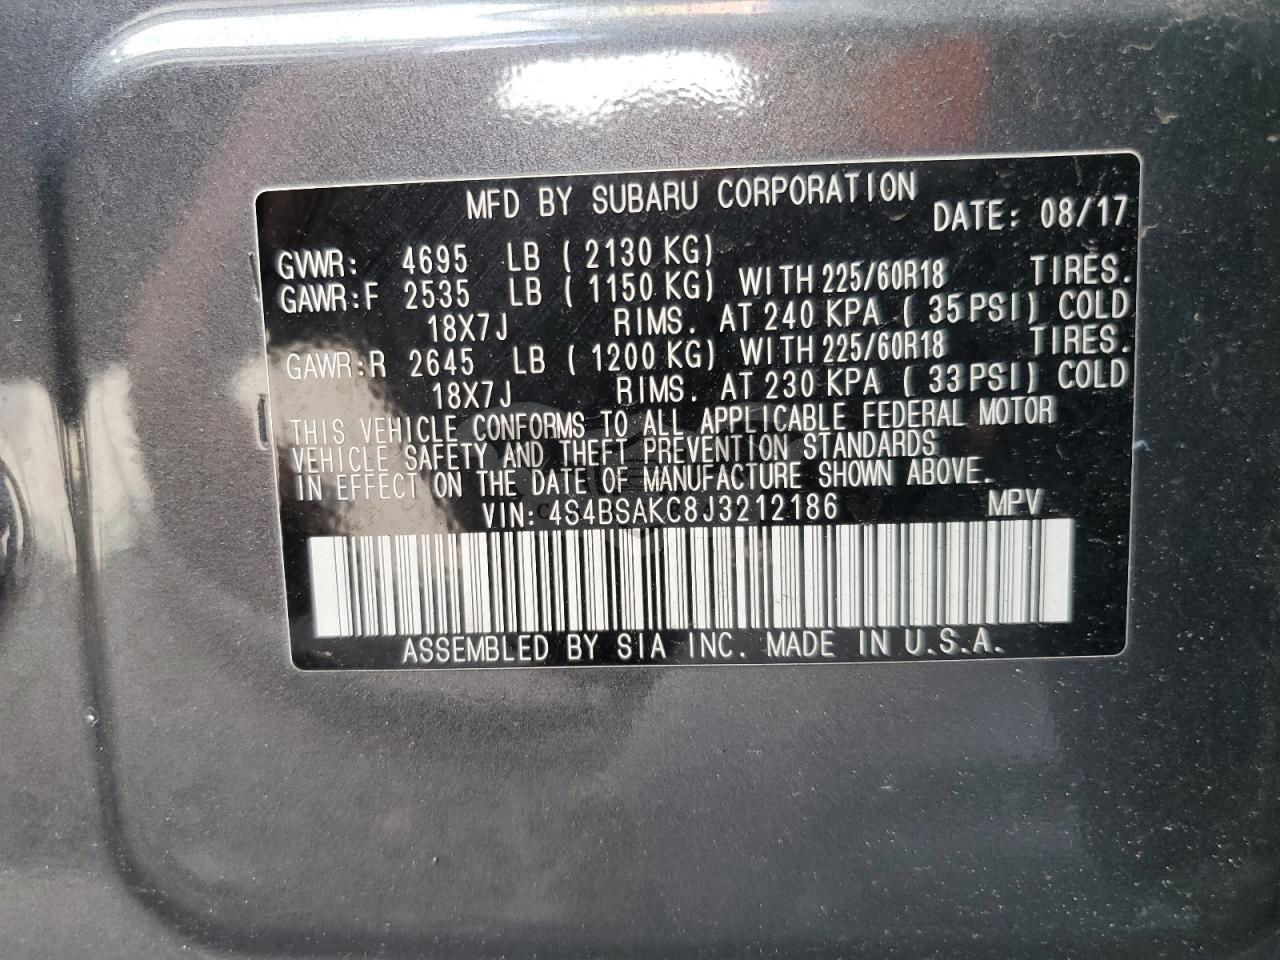 MFD BY SUBARU CORPORATION
DATE: 08/17
GVWR: 4695 LB ( 2130 KG)
GAWR:F 2535 LB ( 1150 KG) WITH 225/60R18 TIRES.
18X7J RIMS. AT 240 KPA ( 35 PSI) COLD
GAWR:R 2645 LB ( 1200 KG) WITH 225/60R18 TIRES.
18X7J RIMS. AT 230 KPA ( 33 PSI) COLD
THIS VEHICLE CONFORMS TO ALL APPLICABLE FEDERAL MOTOR
VEHICLE SAFETY AND THEFT PREVENTION STANDARDS
IN EFFECT ON THE DATE OF MANUFACTURE SHOWN ABOVE.
VIN: 4S4BSAKC8J3212186 MPV
ASSEMBLED BY SIA INC. MADE IN U.S.A.